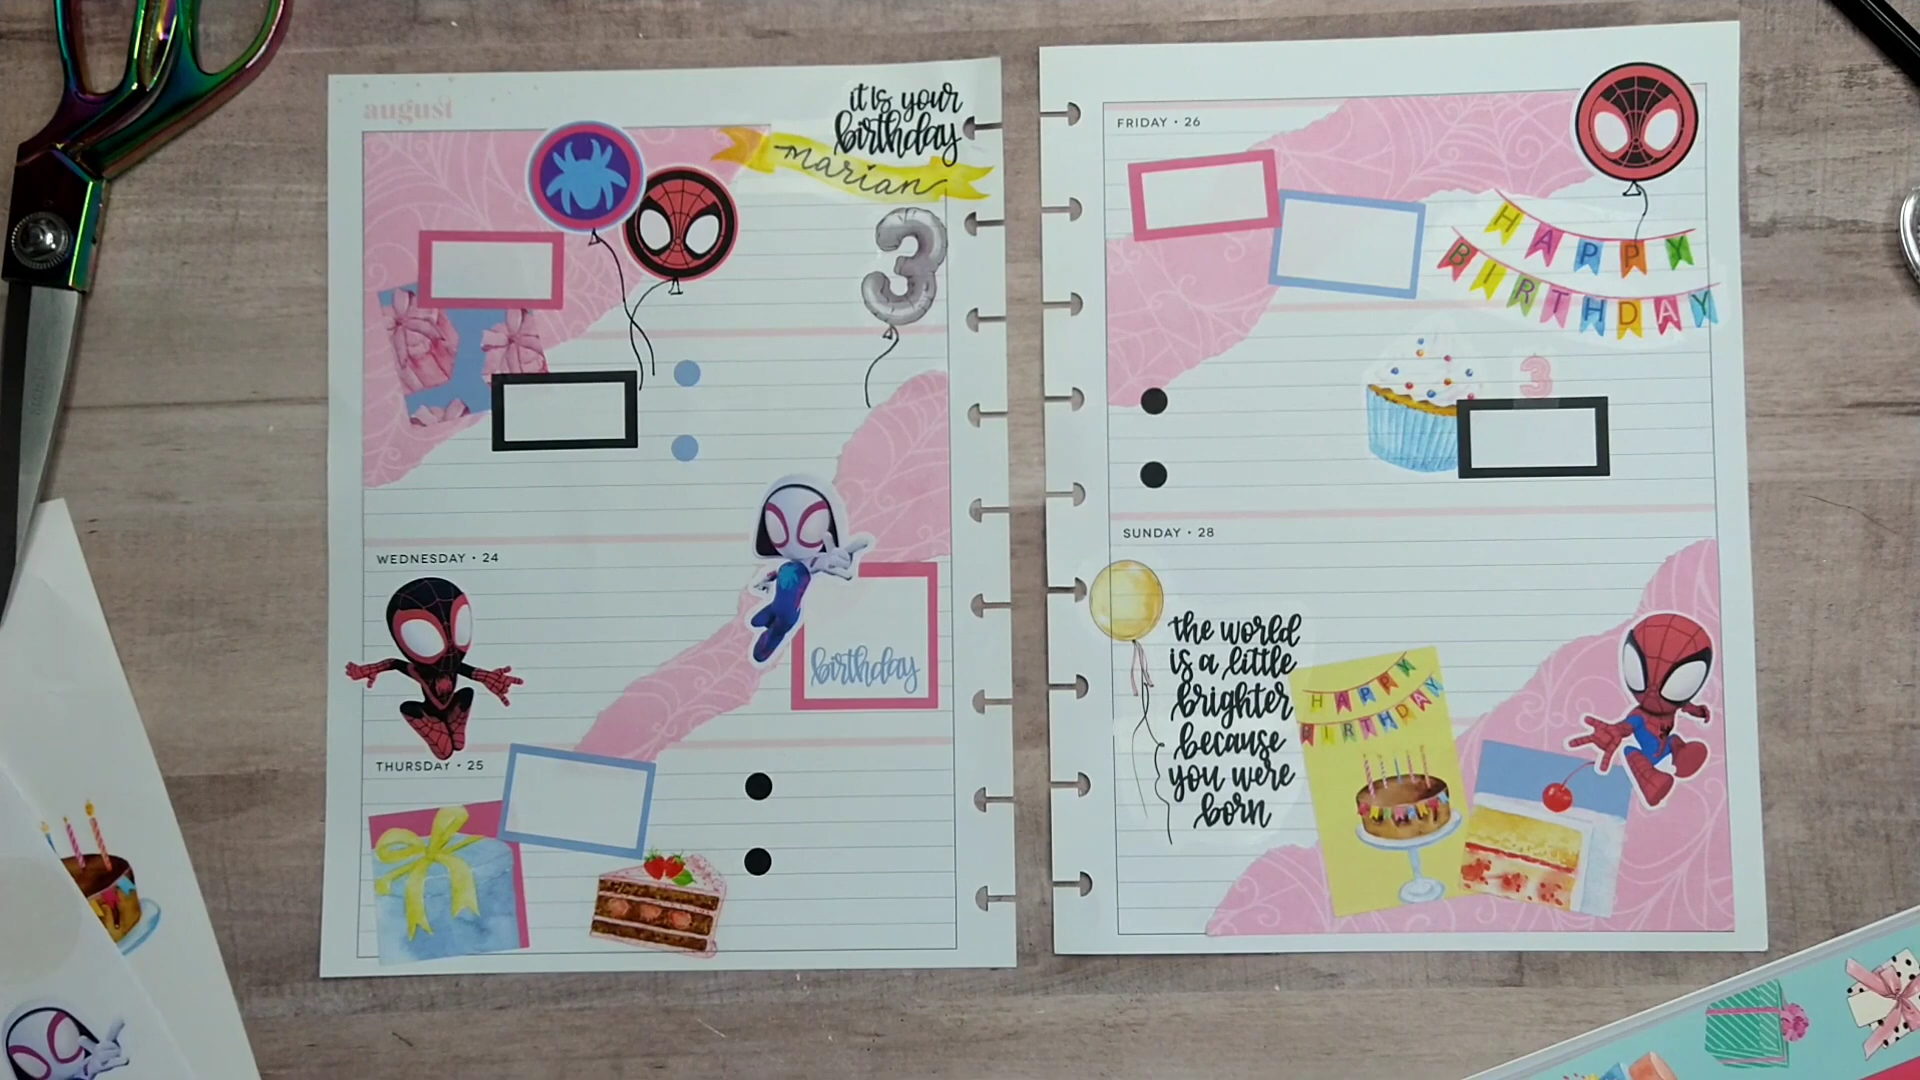 august
it is your
birthday
marian
3
WEDNESDAY • 24
birthday
THURSDAY • 25
FRIDAY • 26
HAPPY
BIRTHDAY
3
SUNDAY • 28
the world
is a little
brighter
because
you were
born
HAPPY
BIRTHDAY